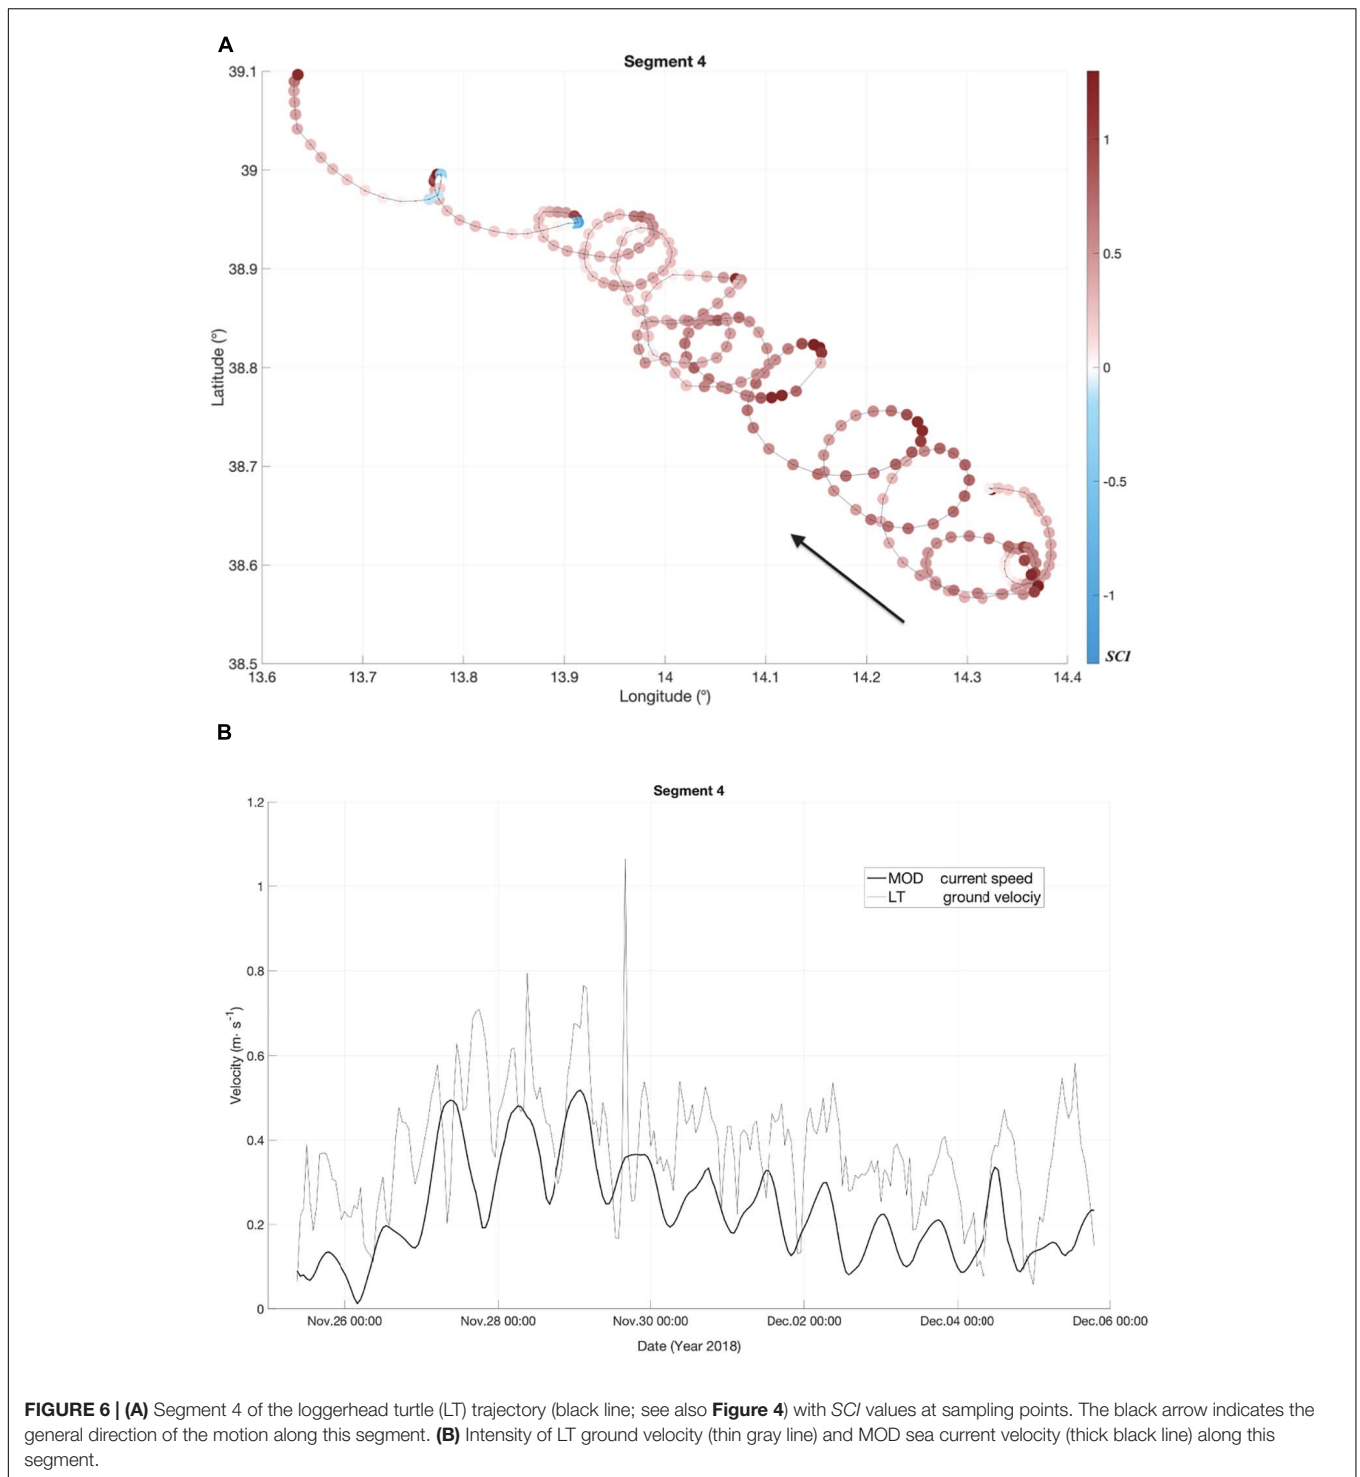 A
Segment 4
39.1
39
38.9
38.8
38.7
38.6
38.5
Latitude (°)
13.6 13.7 13.8 13.9 14 14.1 14.2 14.3 14.4
Longitude (°)
1
0.5
0
-0.5
-1
SCI
B
Segment 4
1.2
1
0.8
0.6
0.4
0.2
0
Velocity (m· s⁻¹)
MOD current speed
LT ground velociy
Nov.26 00:00 Nov.28 00:00 Nov.30 00:00 Dec.02 00:00 Dec.04 00:00 Dec.06 00:00
Date (Year 2018)
FIGURE 6 | (A) Segment 4 of the loggerhead turtle (LT) trajectory (black line; see also Figure 4) with SCI values at sampling points. The black arrow indicates the
general direction of the motion along this segment. (B) Intensity of LT ground velocity (thin gray line) and MOD sea current velocity (thick black line) along this
segment.